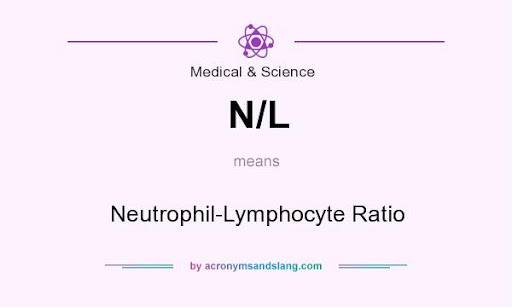 Medical & Science
N/L
means
Neutrophil-Lymphocyte Ratio
by acronymsandslang.com